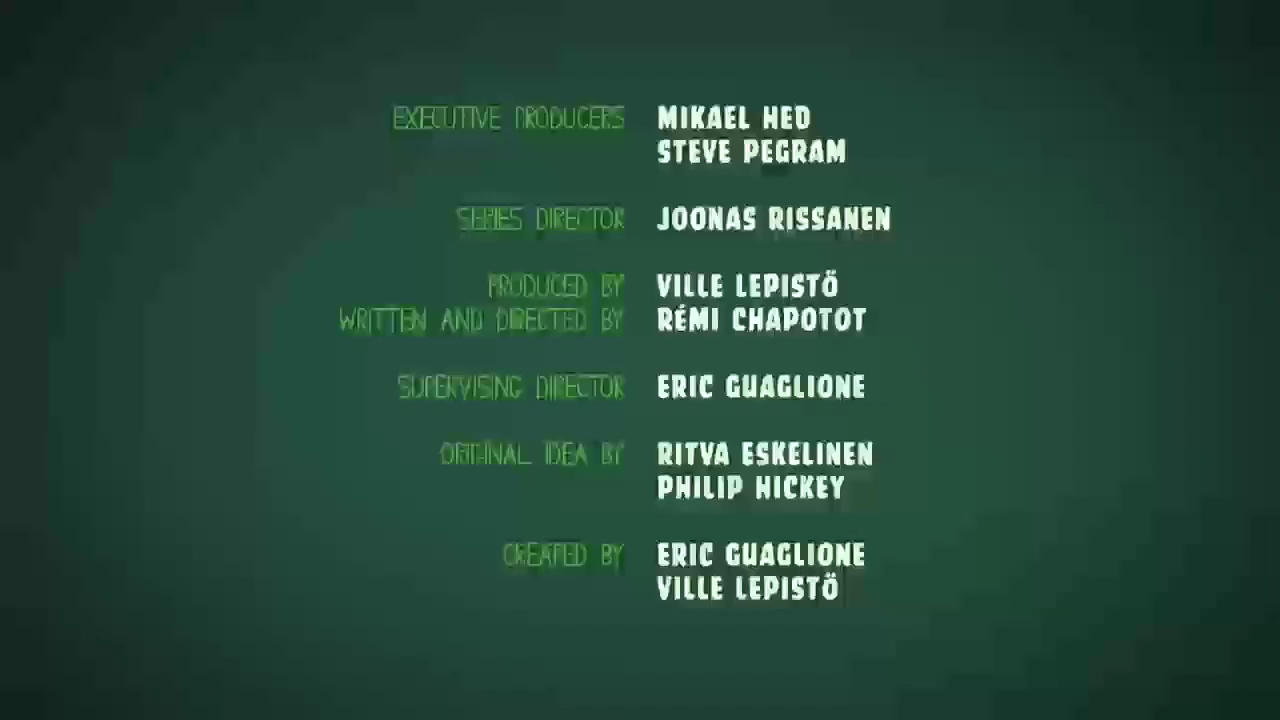 EXECUTIVE PRODUCERS MIKAEL HED
STEVE PEGRAM
SERIES DIRECTOR JOONAS RISSANEN
PRODUCED BY VILLE LEPISTÖ
WRITTEN AND DIRECTED BY RÉMI CHAPOTOT
SUPERVISING DIRECTOR ERIC GUAGLIONE
ORIGINAL IDEA BY RITVA ESKELINEN
PHILIP HICKEY
CREATED BY ERIC GUAGLIONE
VILLE LEPISTÖ